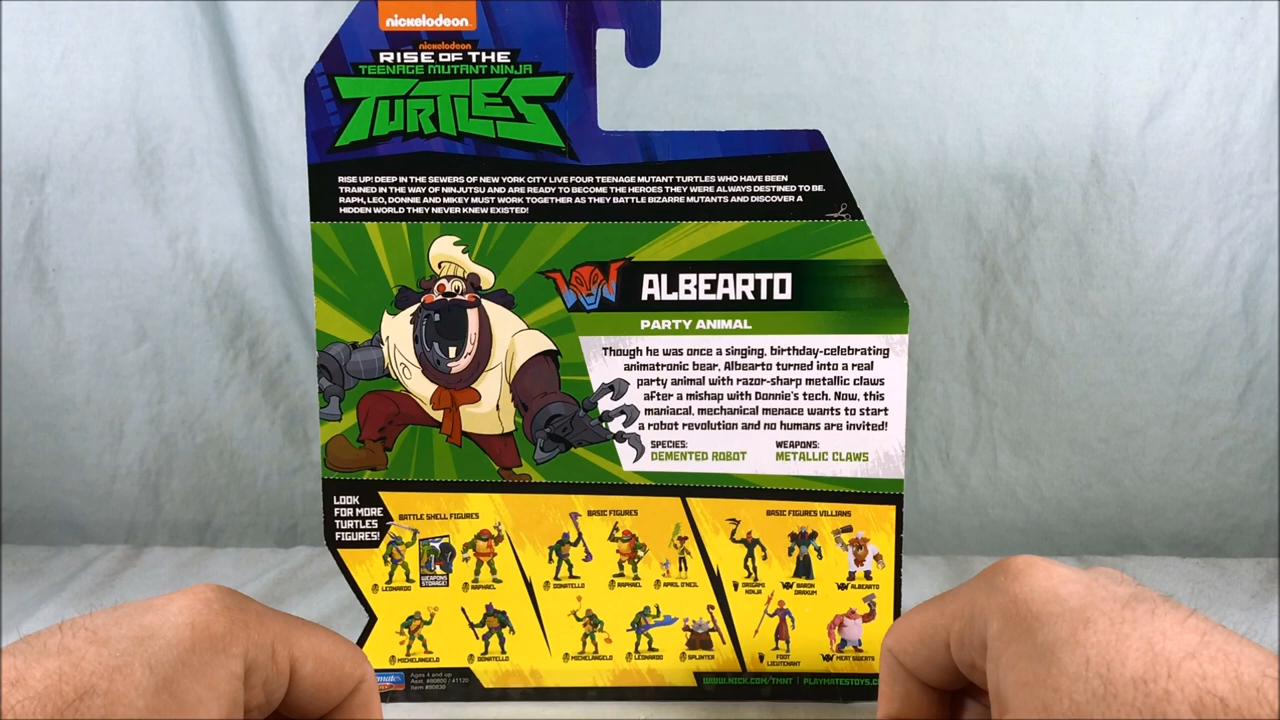 nickelodeon
nickelodeon
RISE OF THE
TEENAGE MUTANT NINJA
TURTLES
RISE UP! DEEP IN THE SEWERS OF NEW YORK CITY LIVE FOUR TEENAGE MUTANT TURTLES WHO HAVE BEEN
TRAINED IN THE WAY OF NINJUTSU AND ARE READY TO BECOME THE HEROES THEY WERE ALWAYS DESTINED TO BE.
RAPH, LEO, DONNIE AND MIKEY MUST WORK TOGETHER AS THEY BATTLE BIZARRE MUTANTS AND DISCOVER A
HIDDEN WORLD THEY NEVER KNEW EXISTED!
ALBEARTO
PARTY ANIMAL
Though he was once a singing, birthday-celebrating
animatronic bear, Albearto turned into a real
party animal with razor-sharp metallic claws
after a mishap with Donnie's tech. Now, this
maniacal, mechanical menace wants to start
a robot revolution and no humans are invited!
SPECIES:
DEMENTED ROBOT
WEAPONS:
METALLIC CLAWS
LOOK
FOR MORE
TURTLES
FIGURES!
BATTLE SHELL FIGURES
WEAPONS
STORAGE!
LEONARDO
RAPHAEL
MICHELANGELO
DONATELLO
BASIC FIGURES
DONATELLO
RAPHAEL
APRIL O'NEIL
MICHELANGELO
LEONARDO
SPLINTER
BASIC FIGURES VILLIANS
ORIGAMI
NINJA
BARON
DRAXUM
ALBEARTO
FOOT
LIEUTENANT
MEAT SWEATS
Ages 4 and up
Asst. #80800 / 41120
Item #80830
WWW.NICK.COM/TMNT | PLAYMATESTOYS.C